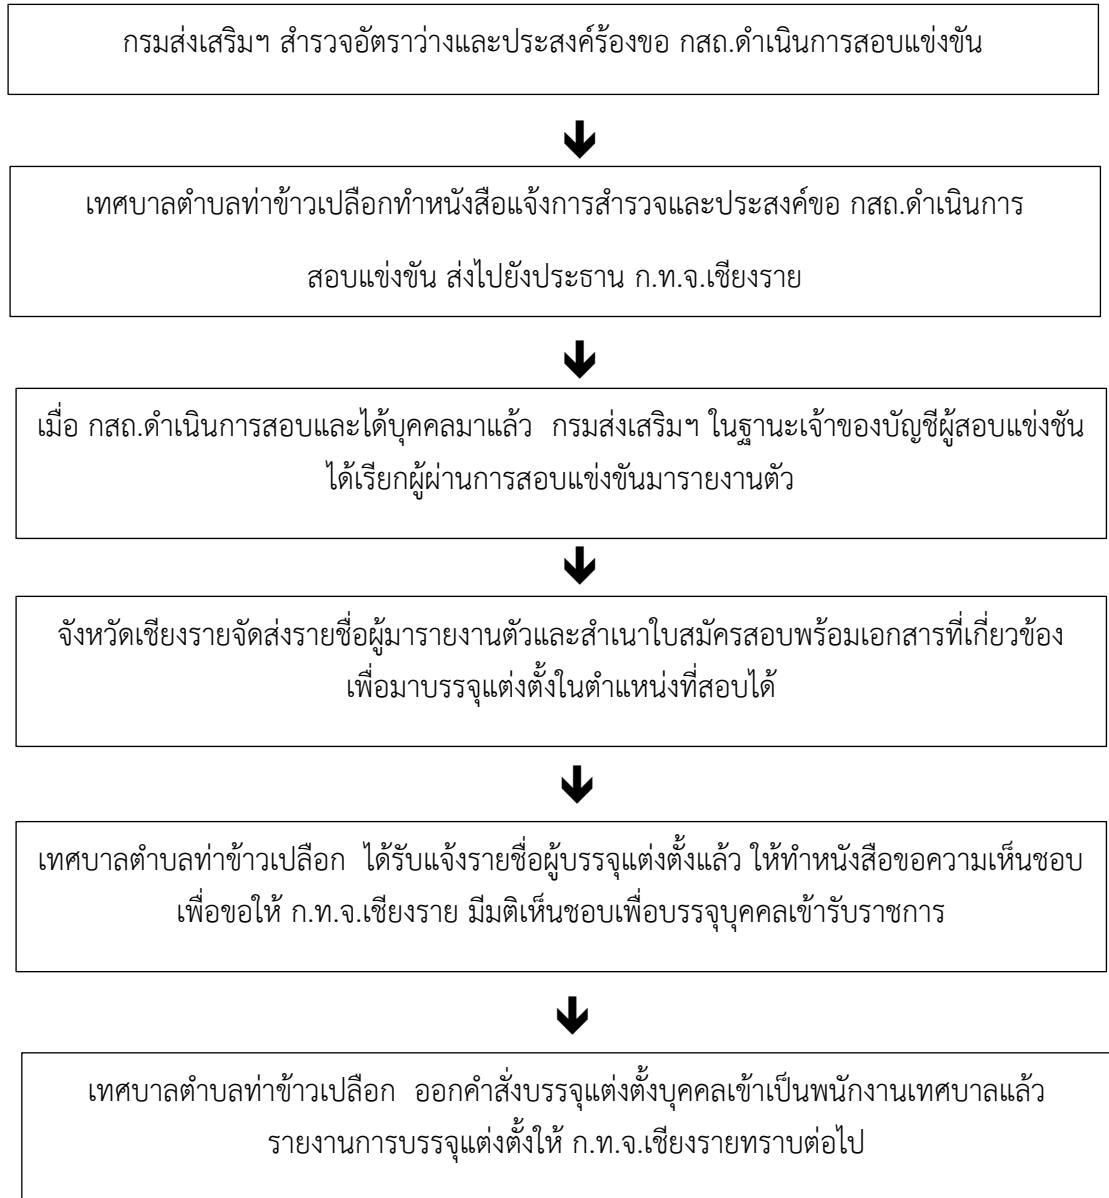 กรมส่งเสริมฯ สำรวจอัตราว่างและประสงค์ร้องขอ กสถ.ดำเนินการสอบแข่งขัน
เทศบาลตำบลท่าข้าวเปลือกทำหนังสือแจ้งการสำรวจและประสงค์ขอ กสถ.ดำเนินการ
สอบแข่งขัน ส่งไปยังประธาน ก.ท.จ.เชียงราย
เมื่อ กสถ.ดำเนินการสอบและได้บุคคลมาแล้ว กรมส่งเสริมฯ ในฐานะเจ้าของบัญชีผู้สอบแข่งชัน
ได้เรียกผู้ผ่านการสอบแข่งขันมารายงานตัว
จังหวัดเชียงรายจัดส่งรายชื่อผู้มารายงานตัวและสำเนาใบสมัครสอบพร้อมเอกสารที่เกี่ยวข้อง
เพื่อมาบรรจุแต่งตั้งในตำแหน่งที่สอบได้
เทศบาลตำบลท่าข้าวเปลือก ได้รับแจ้งรายชื่อผู้บรรจุแต่งตั้งแล้ว ให้ทำหนังสือขอความเห็นชอบ
เพื่อขอให้ ก.ท.จ.เชียงราย มีมติเห็นชอบเพื่อบรรจุบุคคลเข้ารับราชการ
เทศบาลตำบลท่าข้าวเปลือก ออกคำสั่งบรรจุแต่งตั้งบุคคลเข้าเป็นพนักงานเทศบาลแล้ว
รายงานการบรรจุแต่งตั้งให้ ก.ท.จ.เชียงรายทราบต่อไป